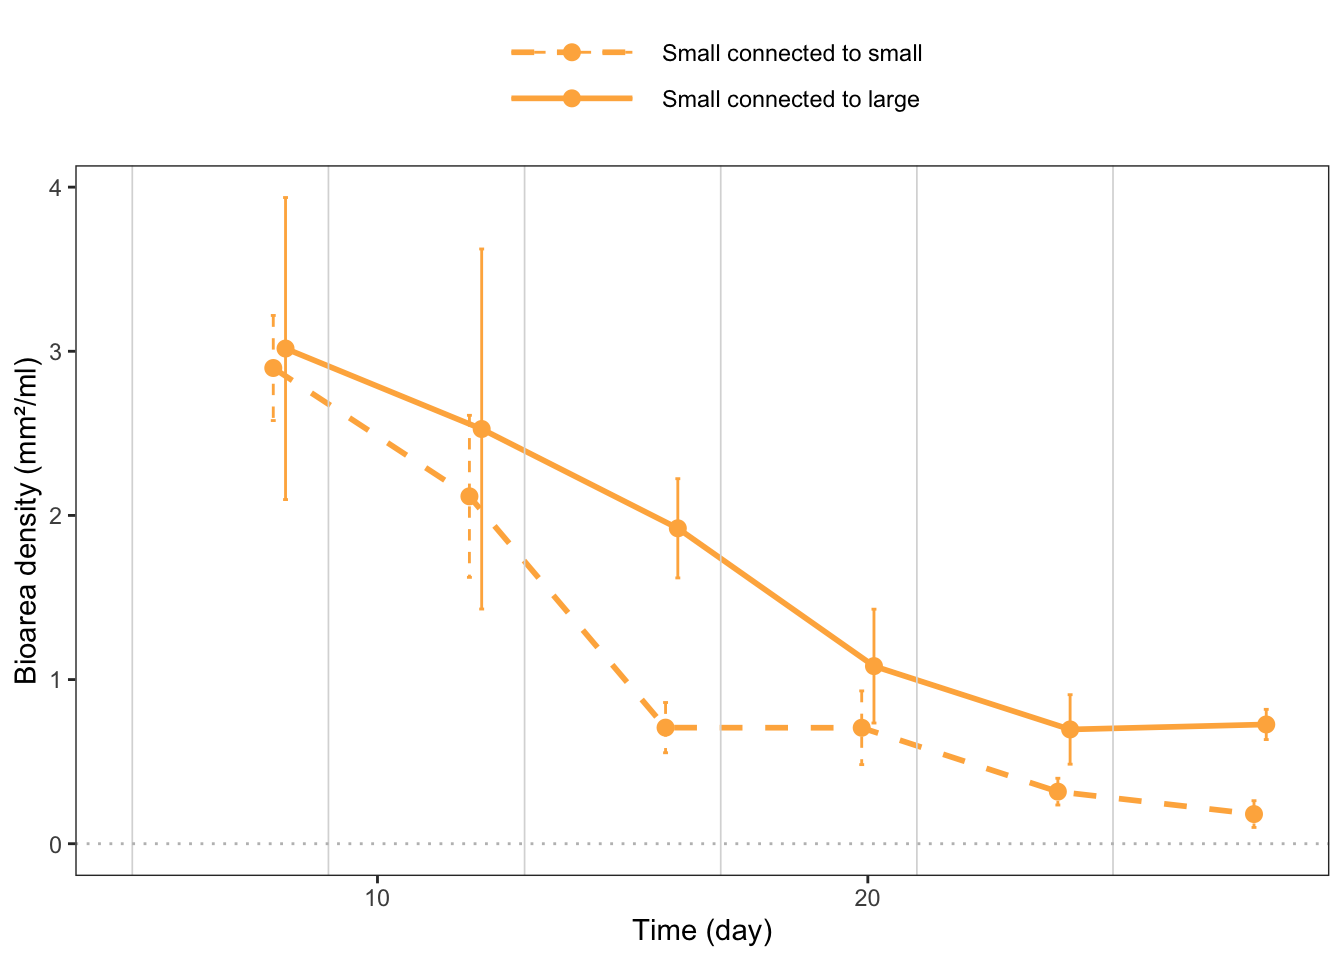 Small connected to small
Small connected to large
4
3
2
1
0
Bioarea density (mm²/ml)
10
20
Time (day)